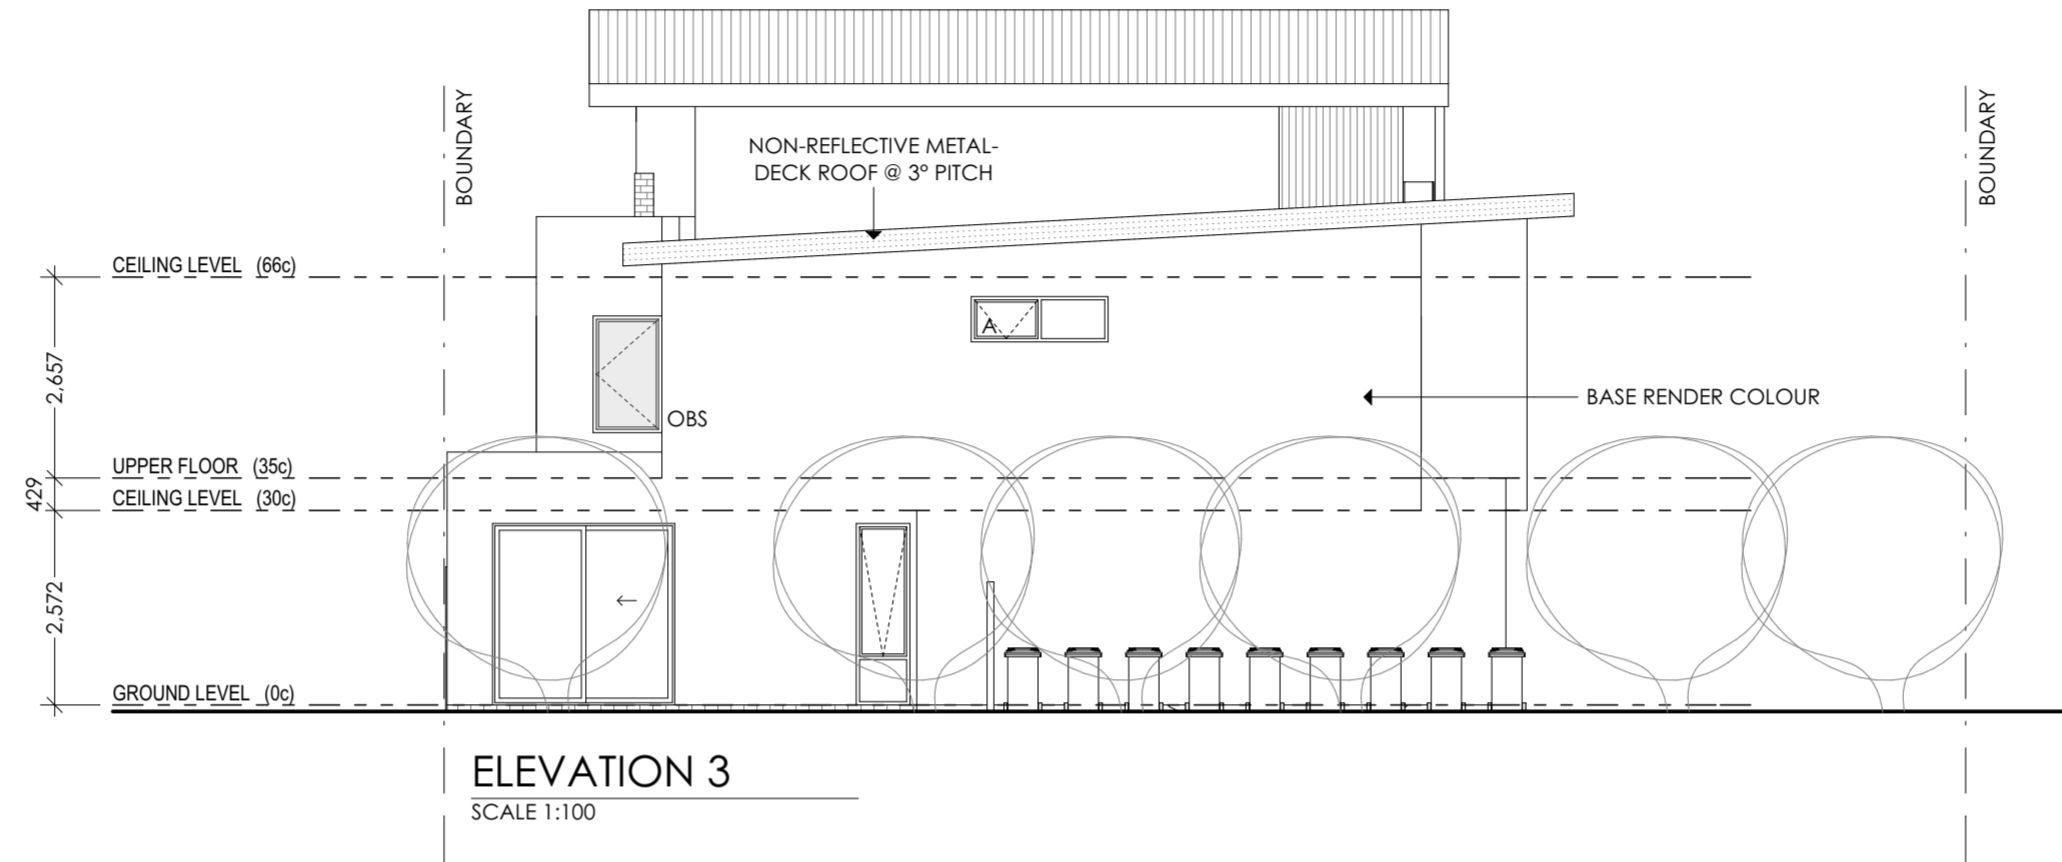 BOUNDARY
BOUNDARY
NON-REFLECTIVE METAL-
DECK ROOF @ 3° PITCH
CEILING LEVEL (66c)
A
2,657
BASE RENDER COLOUR
OBS
UPPER FLOOR (35c)
429
CEILING LEVEL (30c)
2,572
GROUND LEVEL (0c)
ELEVATION 3
SCALE 1:100